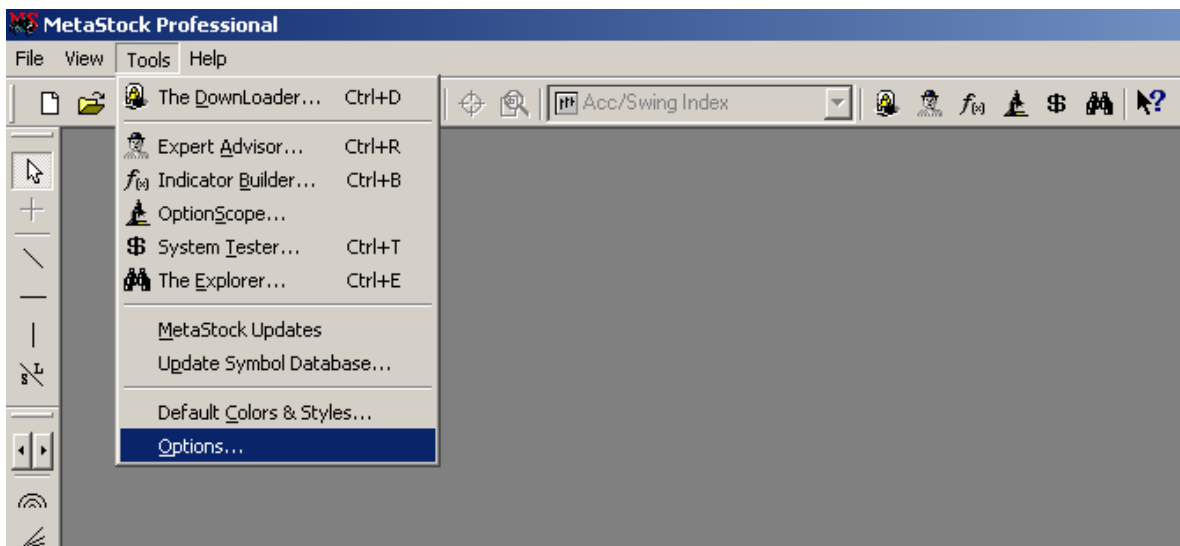 MetaStock Professional
File View Tools Help
Acc/Swing Index
f(x) $ ?
The DownLoader... Ctrl+D
Expert Advisor... Ctrl+R
f(x) Indicator Builder... Ctrl+B
OptionScope...
$ System Tester... Ctrl+T
The Explorer... Ctrl+E
MetaStock Updates
Update Symbol Database...
Default Colors & Styles...
Options...
S L